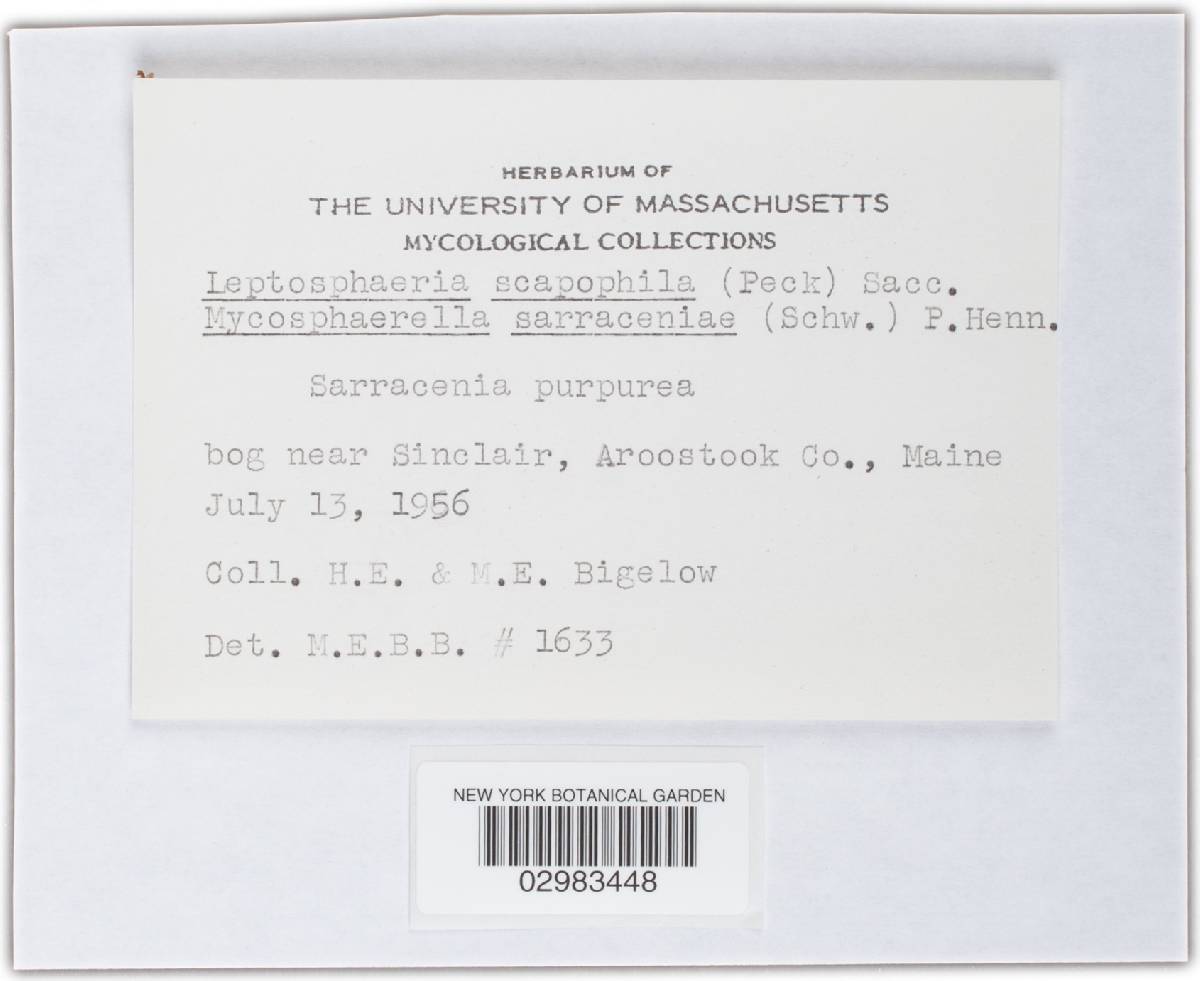 HERBARIUM OF
THE UNIVERSITY OF MASSACHUSETTS
MYCOLOGICAL COLLECTIONS
Leptosphaeria scapophila (Peck) Sacc.
Mycosphaerella sarraceniae (Schw.) P.Henn.
Sarracenia purpurea
bog near Sinclair, Aroostook Co., Maine
July 13, 1956
Coll. H.E. & M.E. Bigelow
Det. M.E.B.B. # 1633
NEW YORK BOTANICAL GARDEN
02983448